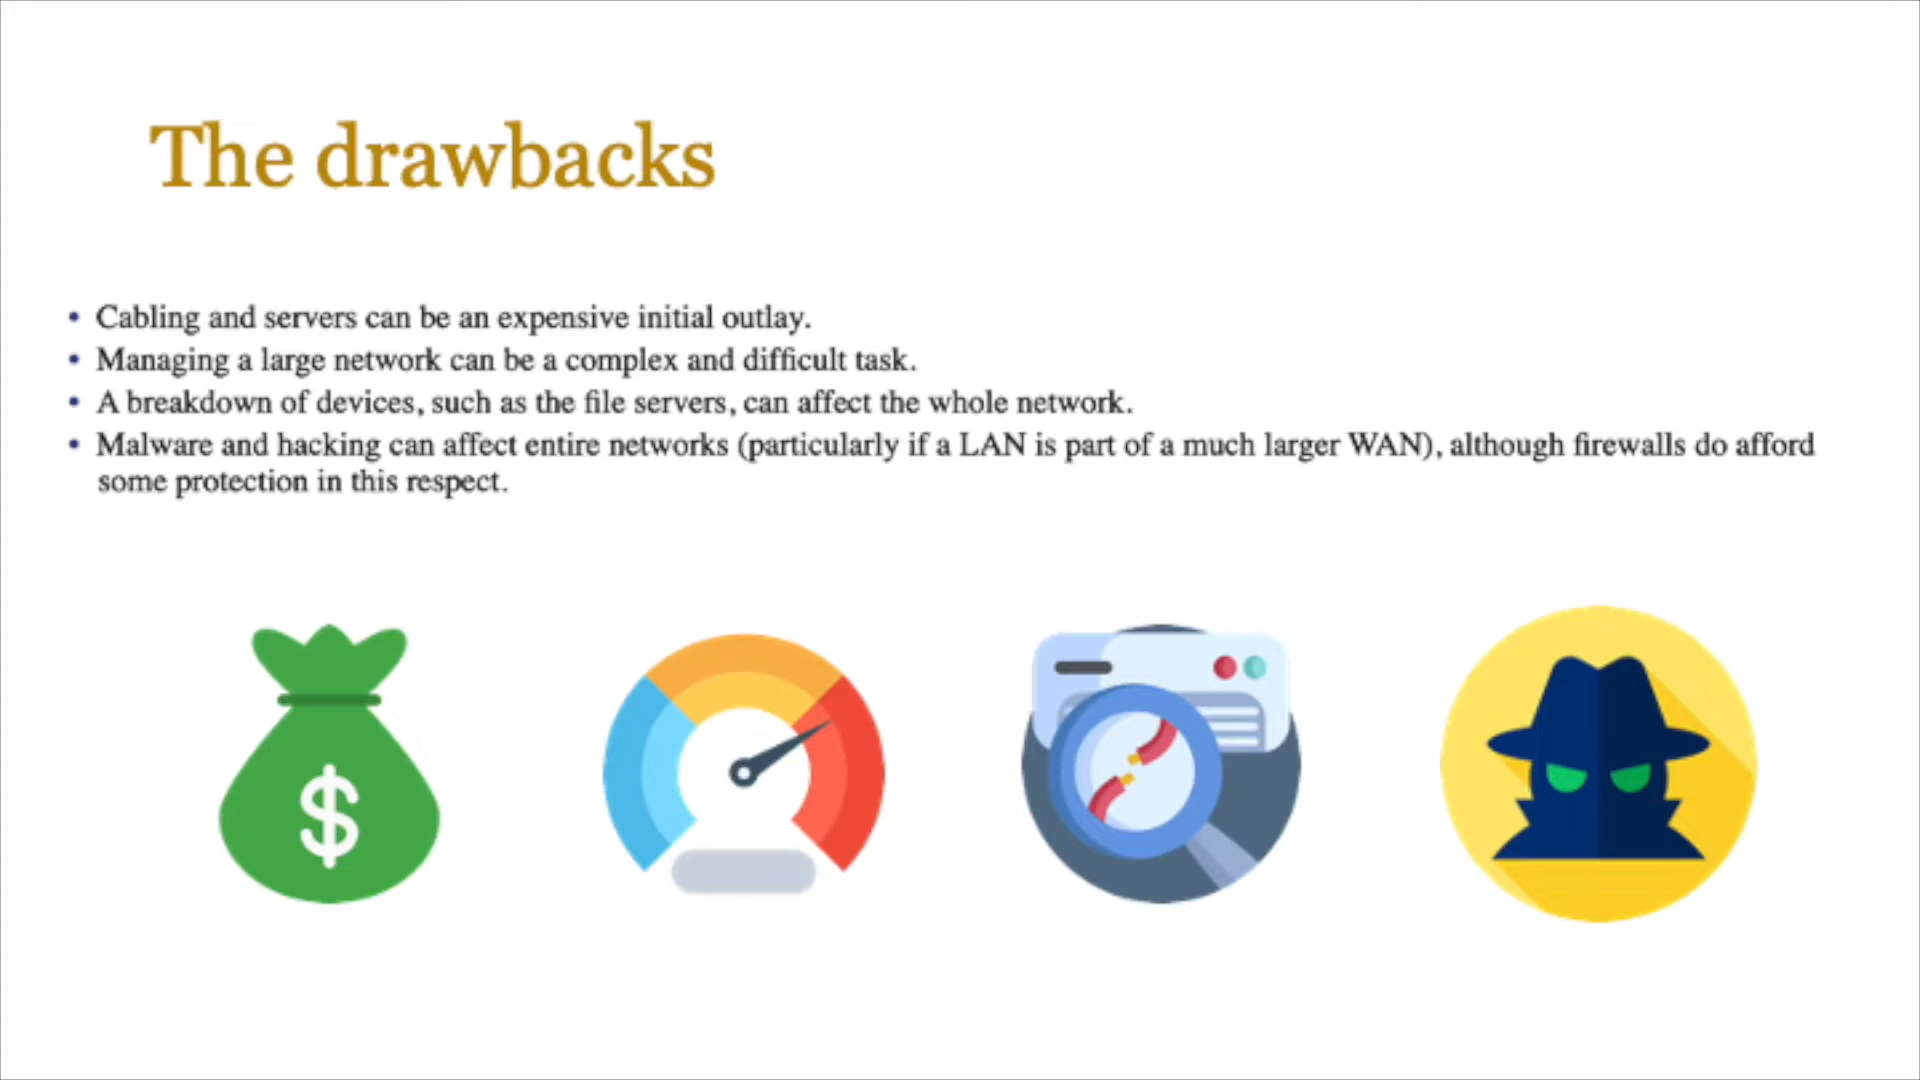 The drawbacks
• Cabling and servers can be an expensive initial outlay.
• Managing a large network can be a complex and difficult task.
• A breakdown of devices, such as the file servers, can affect the whole network.
• Malware and hacking can affect entire networks (particularly if a LAN is part of a much larger WAN), although firewalls do afford
some protection in this respect.
$